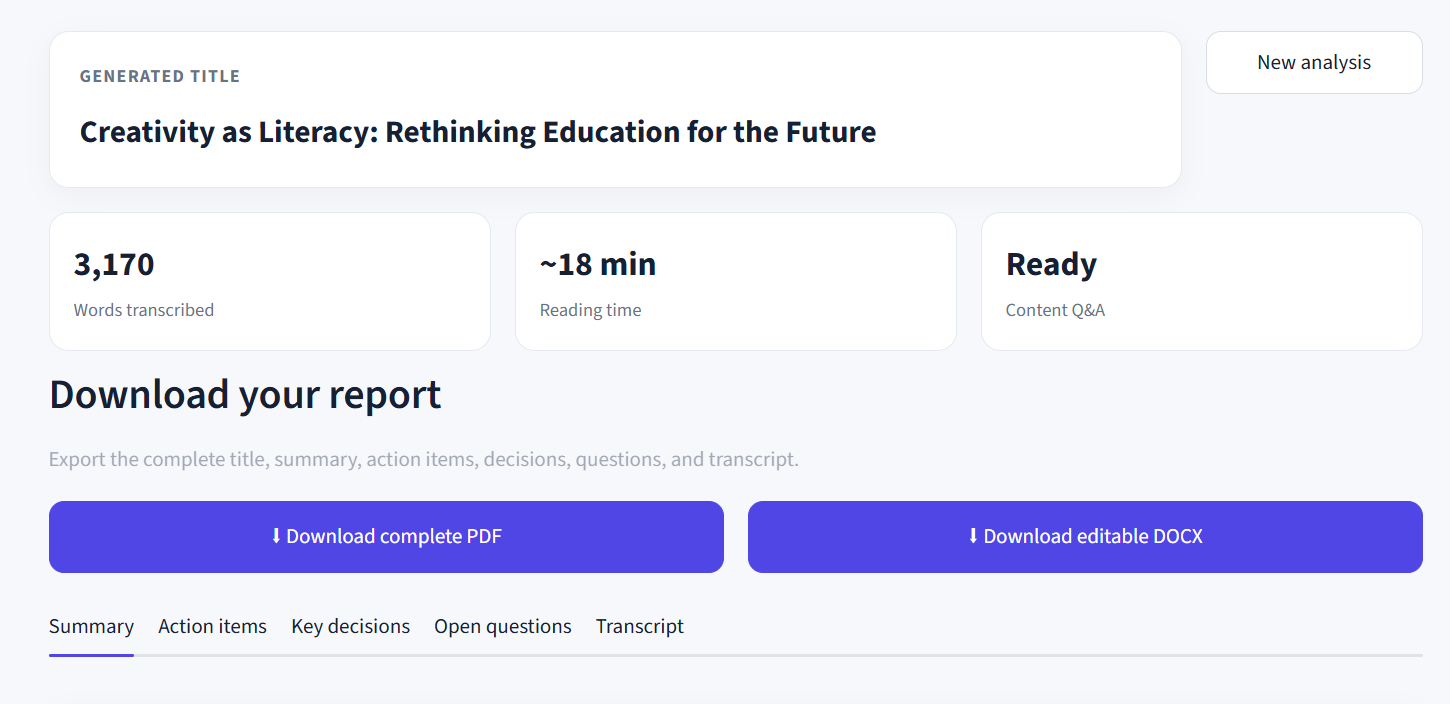 GENERATED TITLE
New analysis
Creativity as Literacy: Rethinking Education for the Future
3,170
Words transcribed
~18 min
Reading time
Ready
Content Q&A
Download your report
Export the complete title, summary, action items, decisions, questions, and transcript.
⬇ Download complete PDF
⬇ Download editable DOCX
Summary Action items Key decisions Open questions Transcript